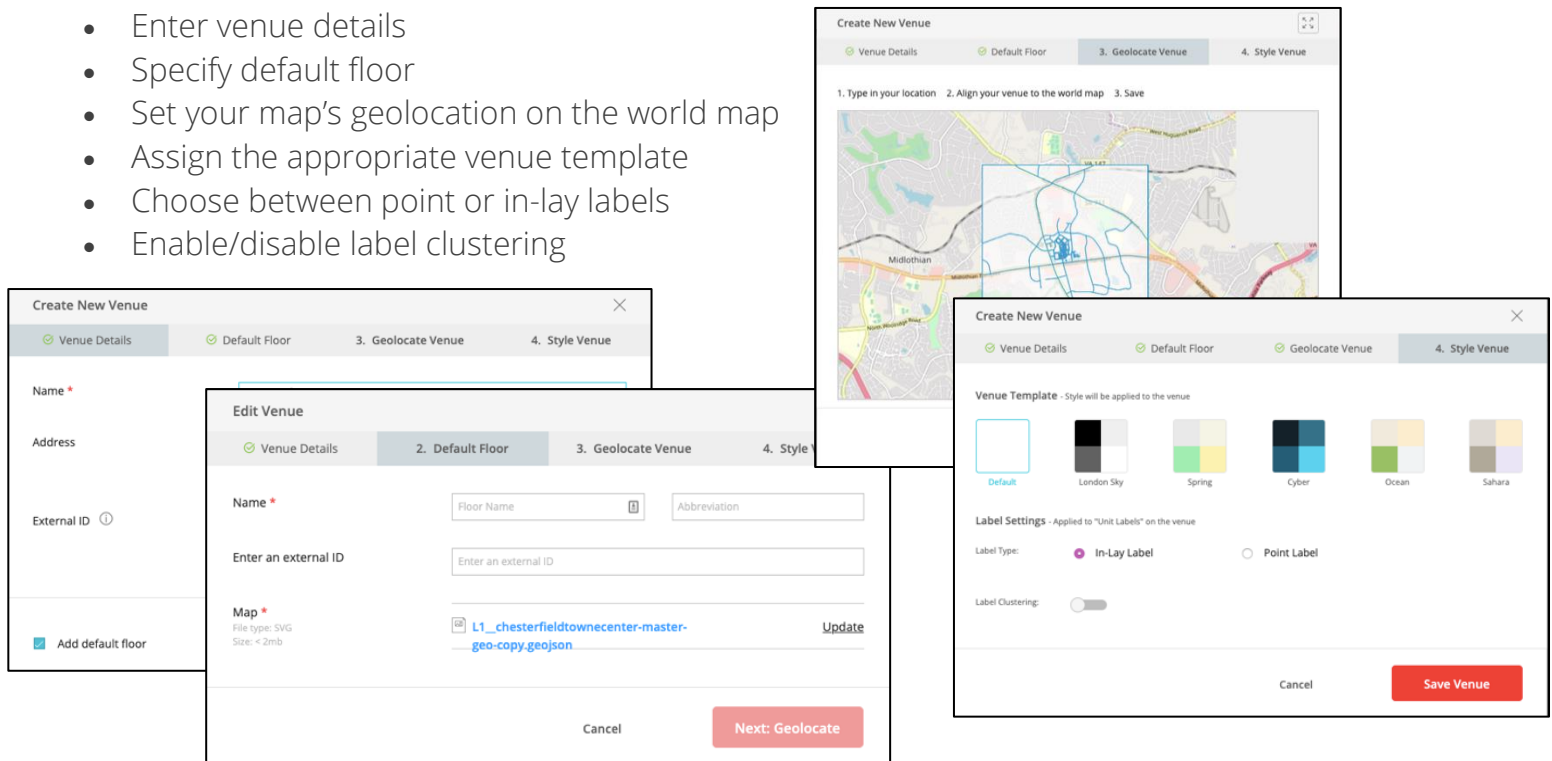 • Enter venue details
• Specify default floor
• Set your map’s geolocation on the world map
• Assign the appropriate venue template
• Choose between point or in-lay labels
• Enable/disable label clustering
Create New Venue
Venue Details Default Floor 3. Geolocate Venue 4. Style Venue
1. Type in your location 2. Align your venue to the world map 3. Save
West Huguenot Road
VA 147
Midlothian
Midlothian
VA
Create New Venue
Venue Details Default Floor 3. Geolocate Venue 4. Style Venue
Name *
Address
External ID
Add default floor
Edit Venue
Venue Details 2. Default Floor 3. Geolocate Venue 4. Style
Name * Floor Name Abbreviation
Enter an external ID Enter an external ID
Map *
File type: SVG
Size: < 2mb
L1__chesterfieldtownecenter-master-
geo-copy.geojson
Update
Cancel Next: Geolocate
Create New Venue
Venue Details Default Floor Geolocate Venue 4. Style Venue
Venue Template - Style will be applied to the venue
Default London Sky Spring Cyber Ocean Sahara
Label Settings - Applied to "Unit Labels" on the venue
Label Type: In-Lay Label Point Label
Label Clustering:
Cancel Save Venue